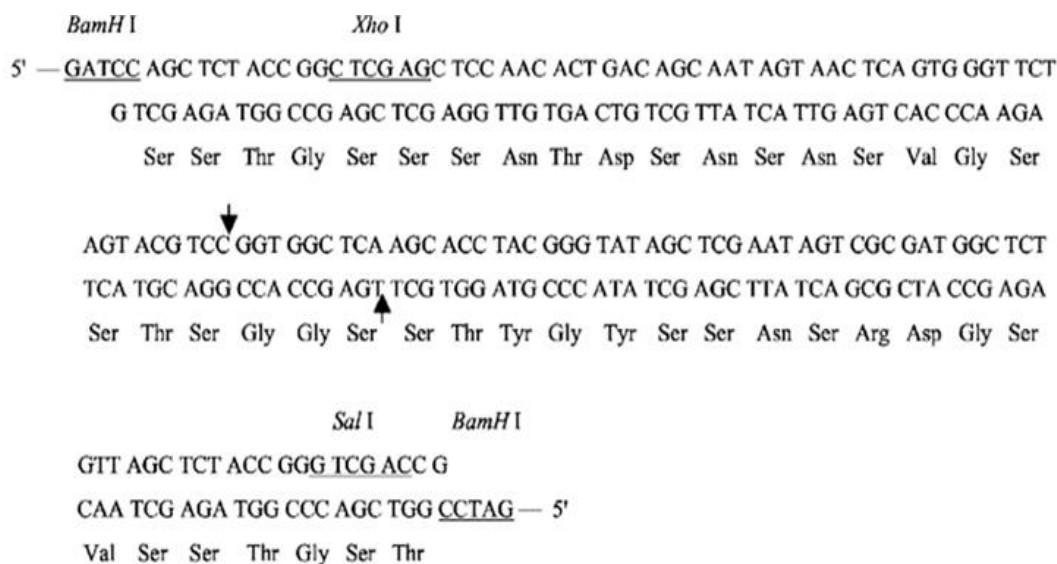 BamH I Xho I
5' — GATCC AGC TCT ACC GGC TCGAGCTCC AAC ACT GAC AGC AAT AGT AAC TCA GTG GGT TCT
G TCG AGA TGG CCG AGC TCG AGG TTG TGA CTG TCG TTA TCA TTG AGT CAC CCA AGA
Ser Ser Thr Gly Ser Ser Ser Asn Thr Asp Ser Asn Ser Asn Ser Val Gly Ser
AGT ACG TCC GGT GGC TCA AGC ACC TAC GGG TAT AGC TCG AAT AGT CGC GAT GGC TCT
TCA TGC AGG CCA CCG AGT TCG TGG ATG CCC ATA TCG AGC TTA TCA GCG CTA CCG AGA
Ser Thr Ser Gly Gly Ser Ser Thr Tyr Gly Tyr Ser Ser Asn Ser Arg Asp Gly Ser
Sal I BamH I
GTT AGC TCT ACC GGG TCG ACC G
CAA TCG AGA TGG CCC AGC TGG CCTAG — 5'
Val Ser Ser Thr Gly Ser Thr